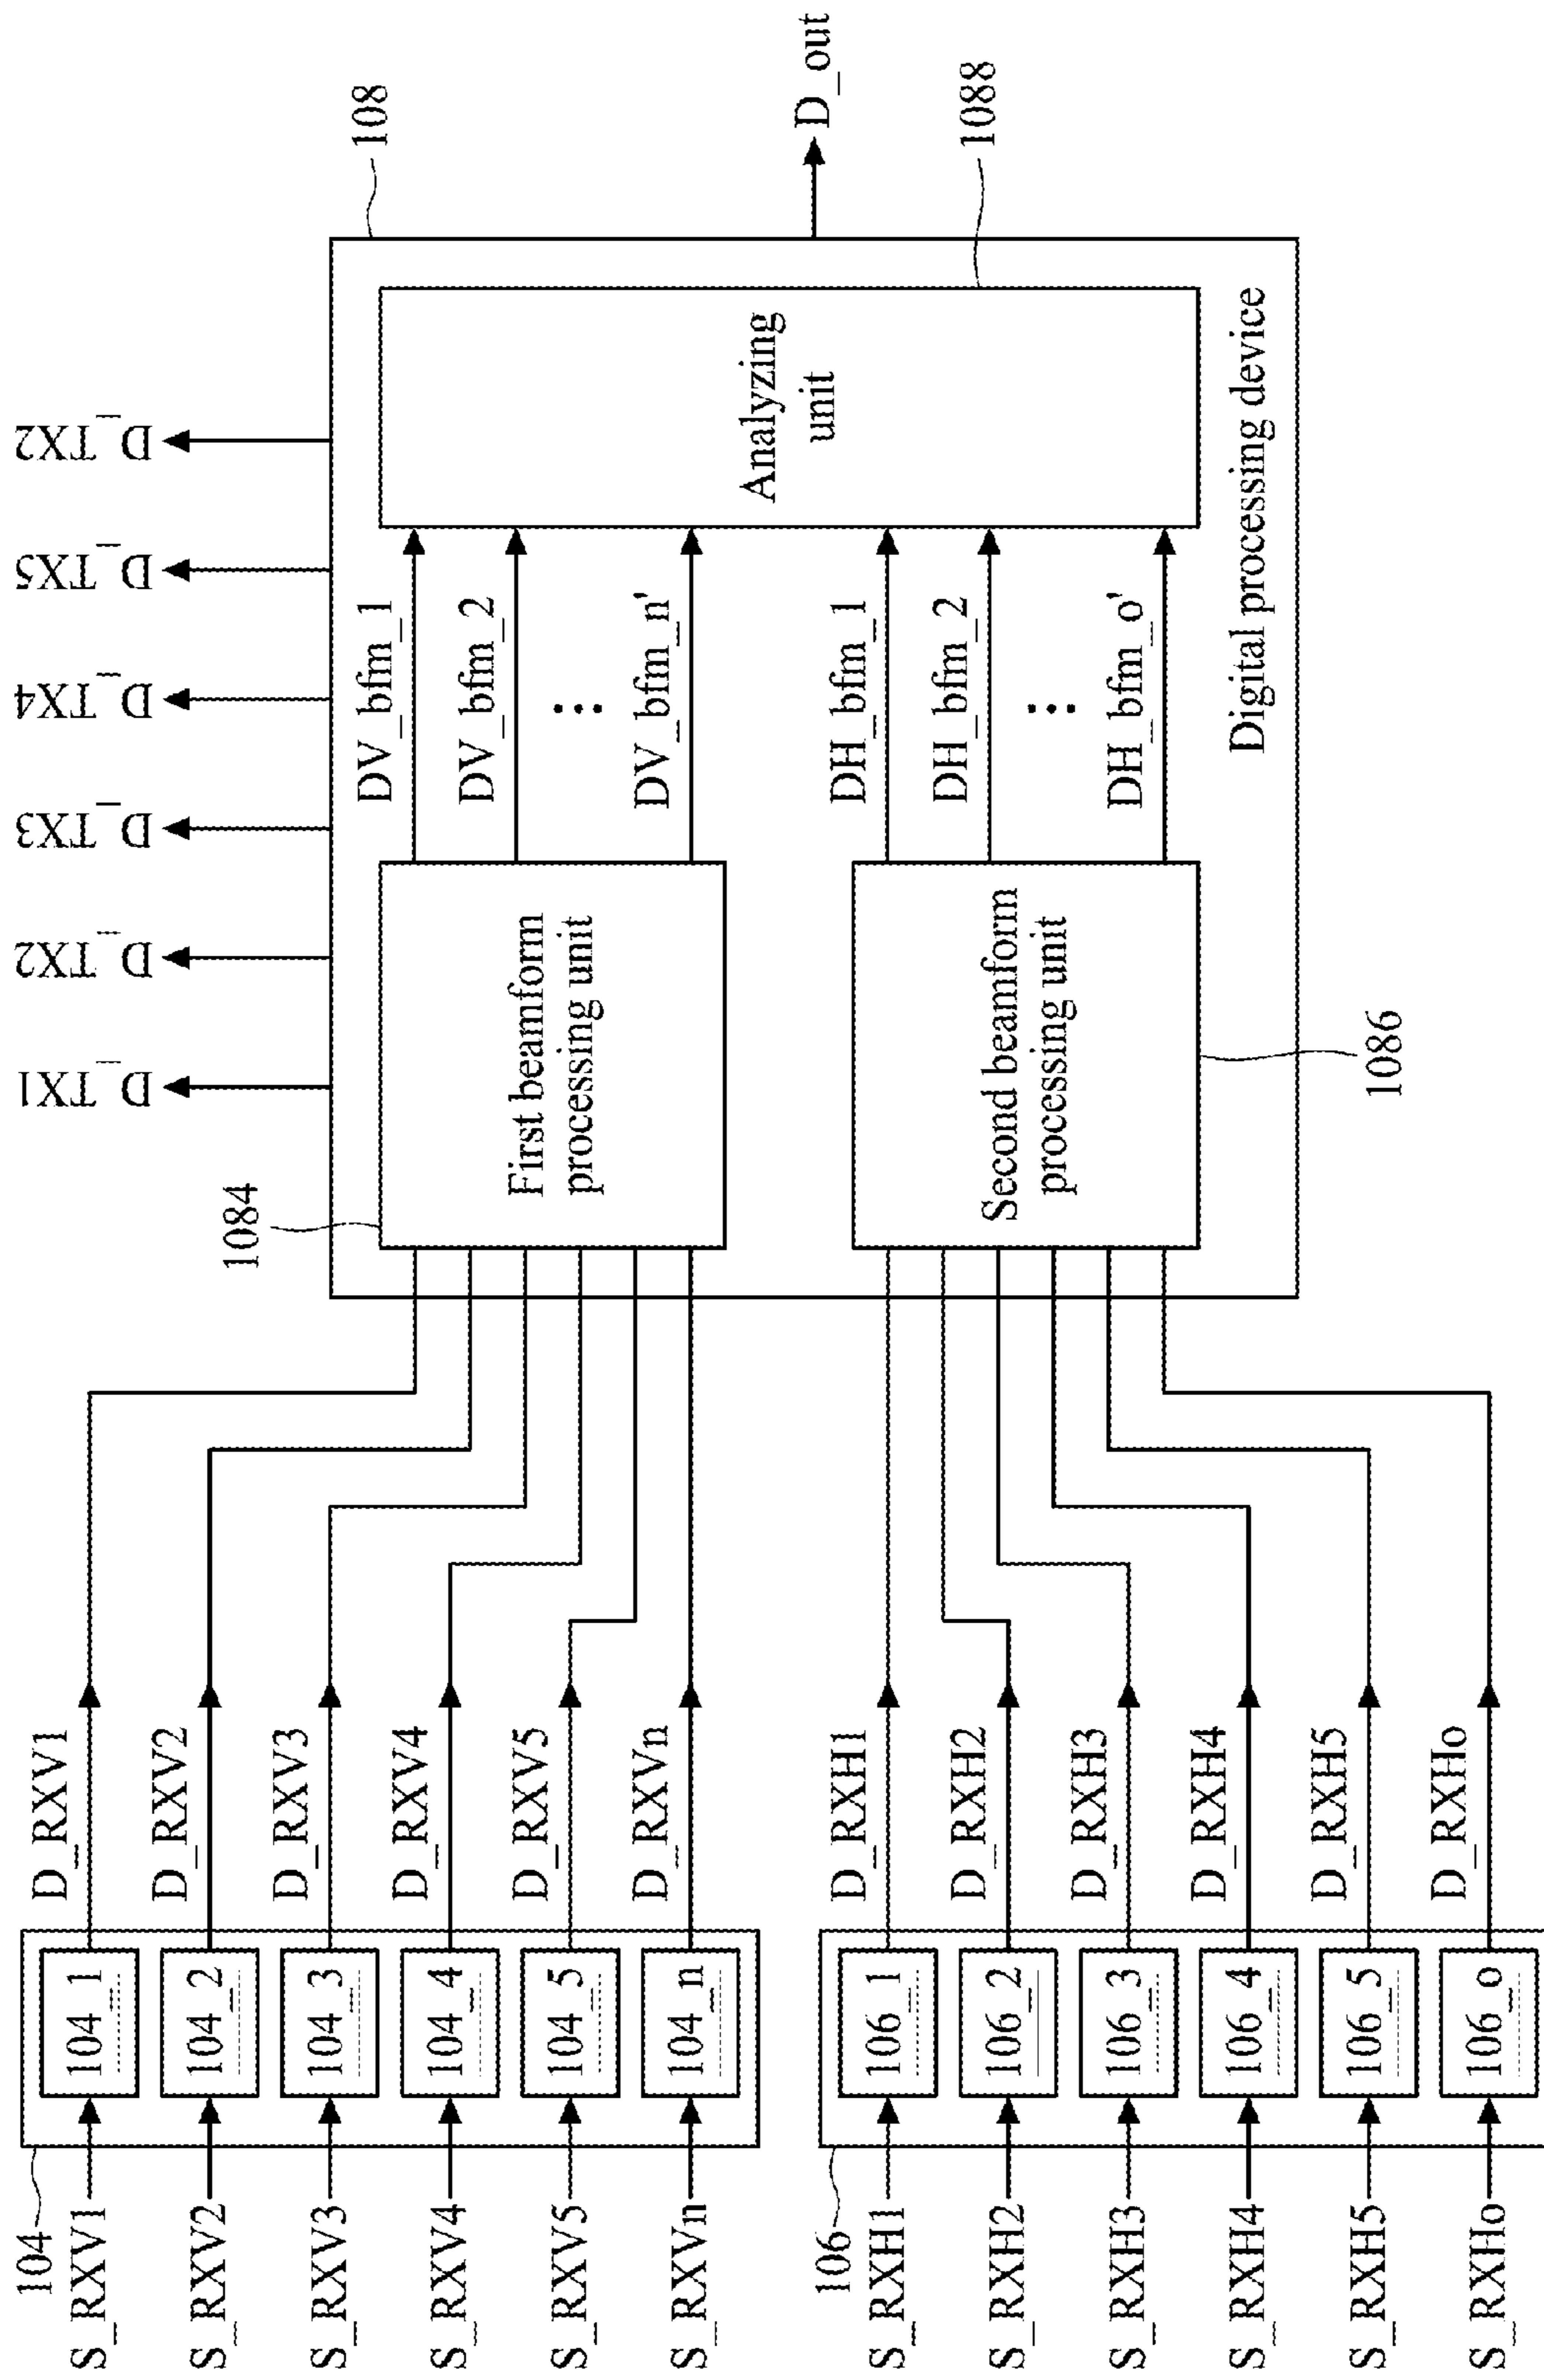 D_TX1
D_TX2
D_TX3
D_TX4
D_TX5
D_TX2
104
S_RXV1
S_RXV2
S_RXV3
S_RXV4
S_RXV5
S_RXVn
104_1
104_2
104_3
104_4
104_5
104_n
D_RXV1
D_RXV2
D_RXV3
D_RXV4
D_RXV5
D_RXVn
106
S_RXH1
S_RXH2
S_RXH3
S_RXH4
S_RXH5
S_RXHo
106_1
106_2
106_3
106_4
106_5
106_o
D_RXH1
D_RXH2
D_RXH3
D_RXH4
D_RXH5
D_RXHo
1084
First beamform
processing unit
DV_bfm_1
DV_bfm_2
⋮
DV_bfm_n'
Second beamform
processing unit
1086
DH_bfm_1
DH_bfm_2
⋮
DH_bfm_o'
Analyzing
unit
Digital processing device
108
D_out
1088